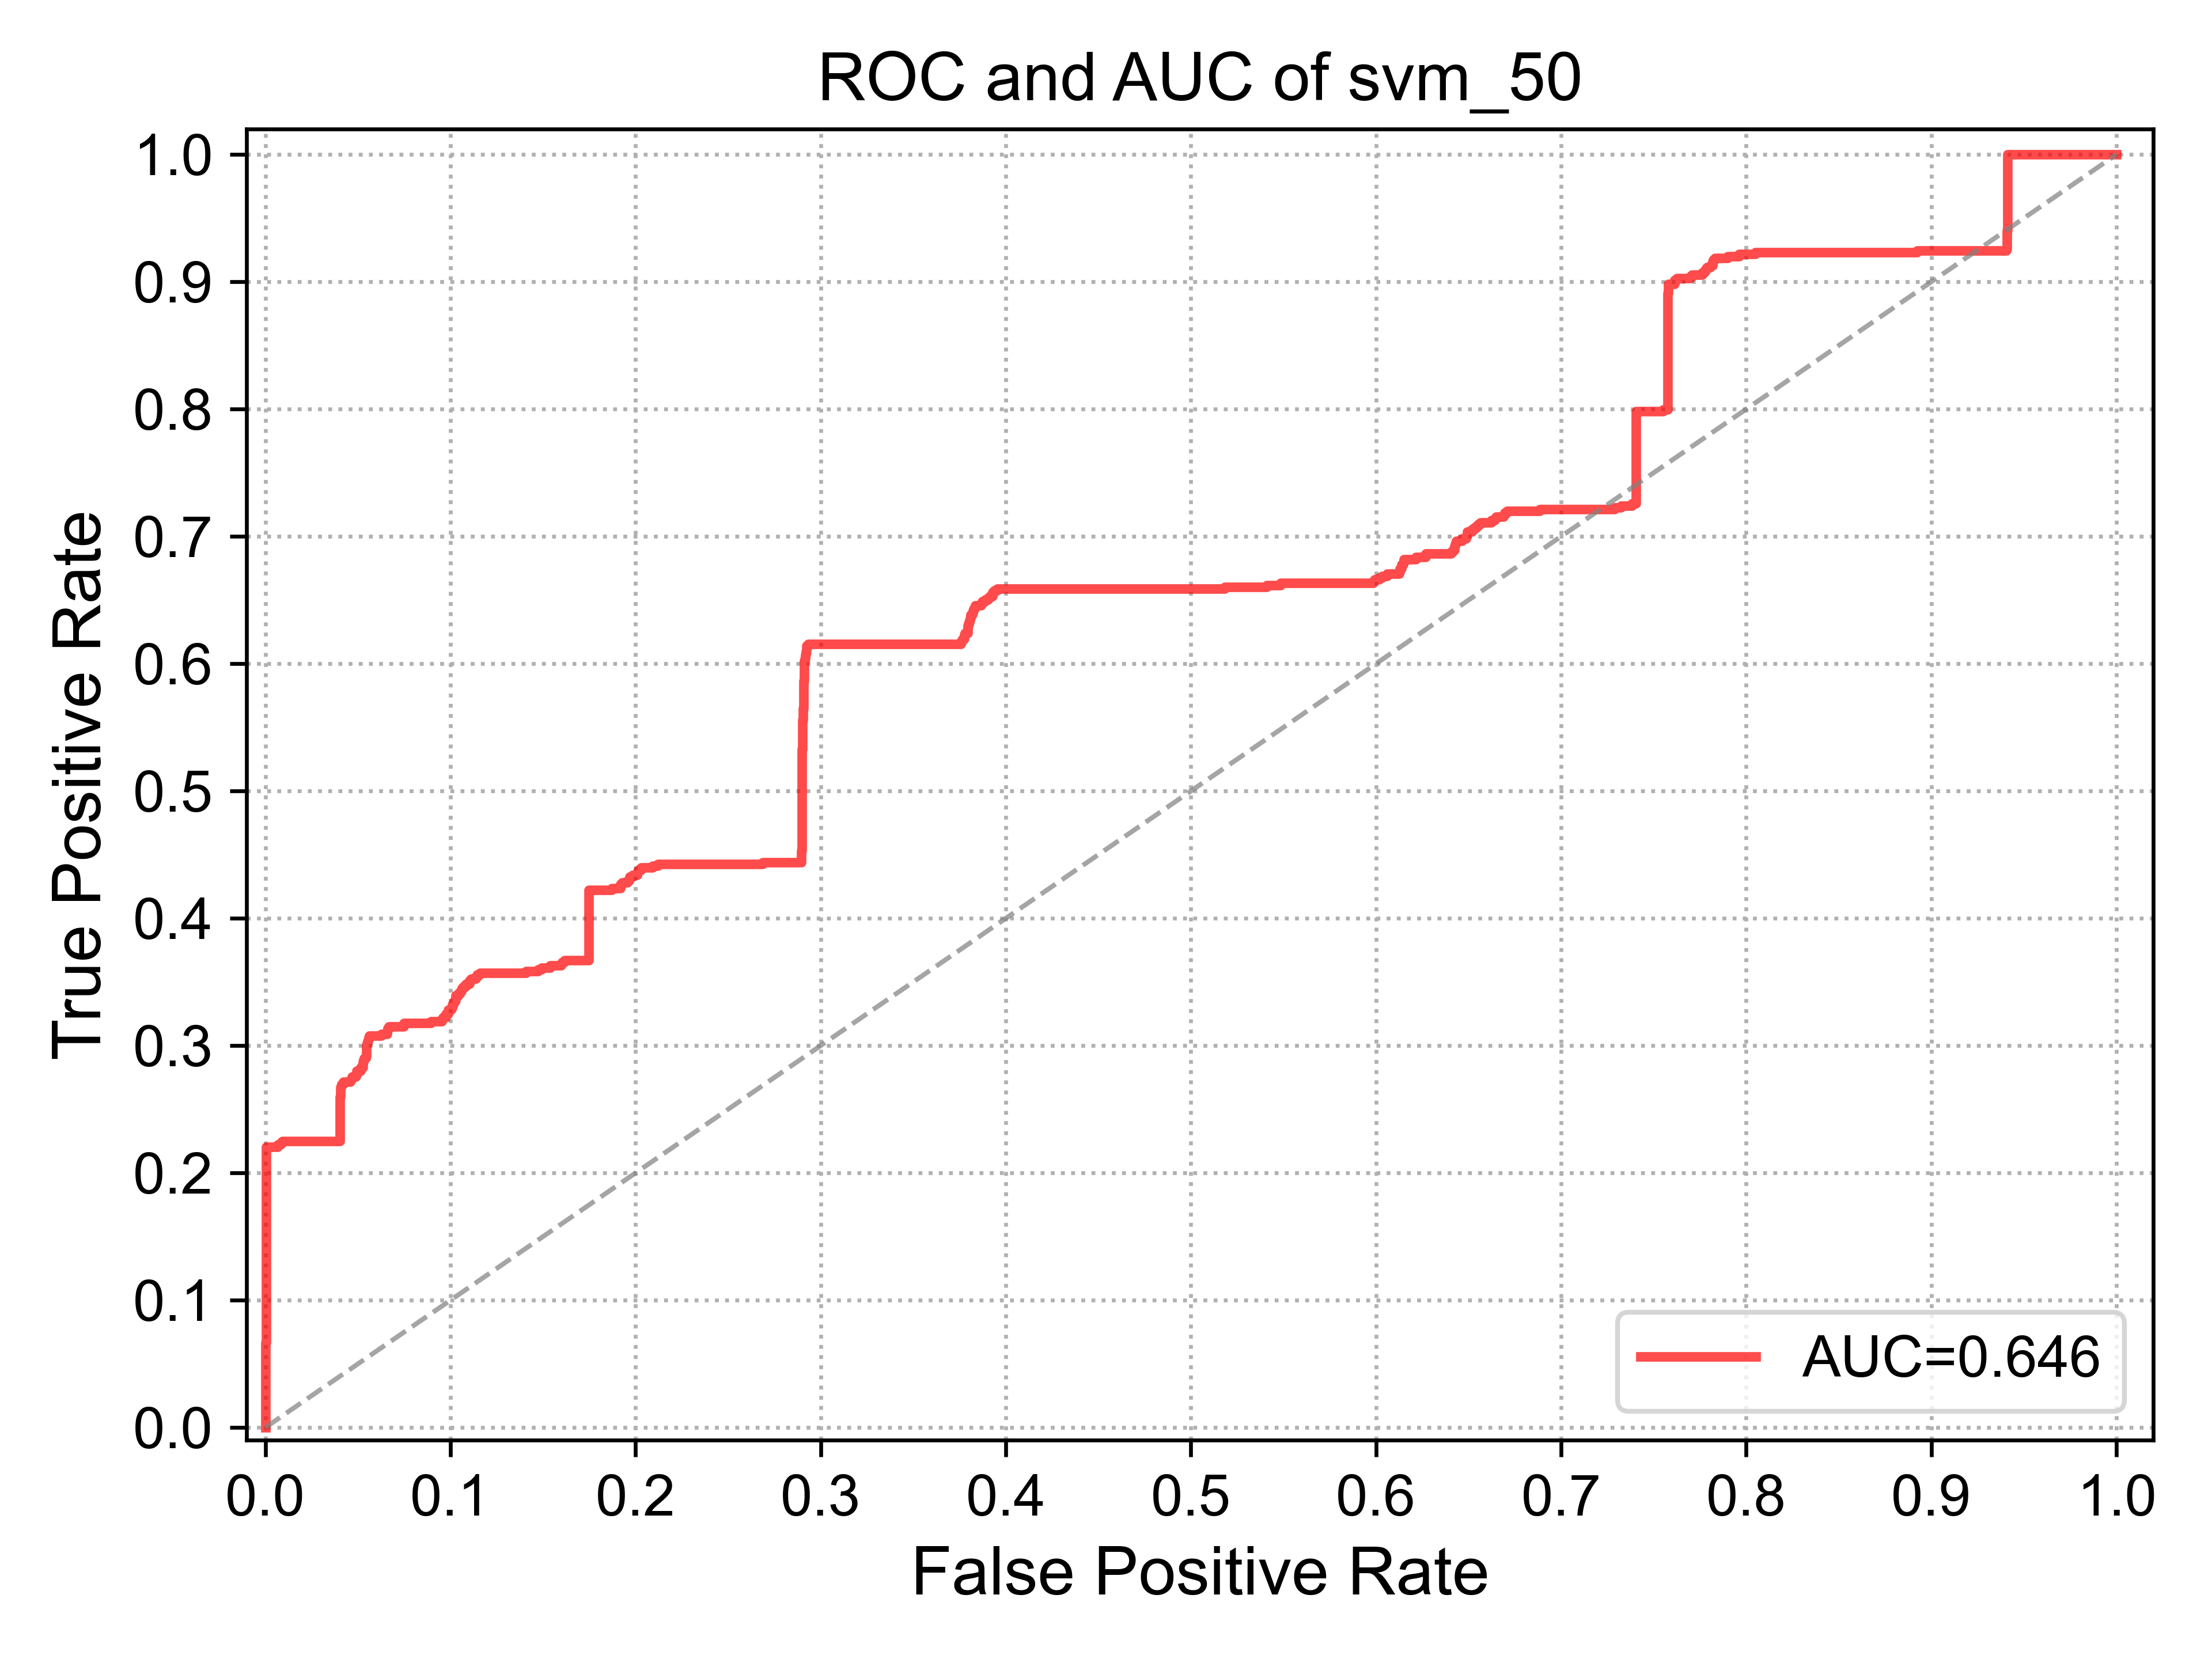 ROC and AUC of svm_50
1.0
0.9
0.8
0.7
0.6
0.5
0.4
0.3
0.2
0.1
0.0
True Positive Rate
AUC=0.646
0.0 0.1 0.2 0.3 0.4 0.5 0.6 0.7 0.8 0.9 1.0
False Positive Rate